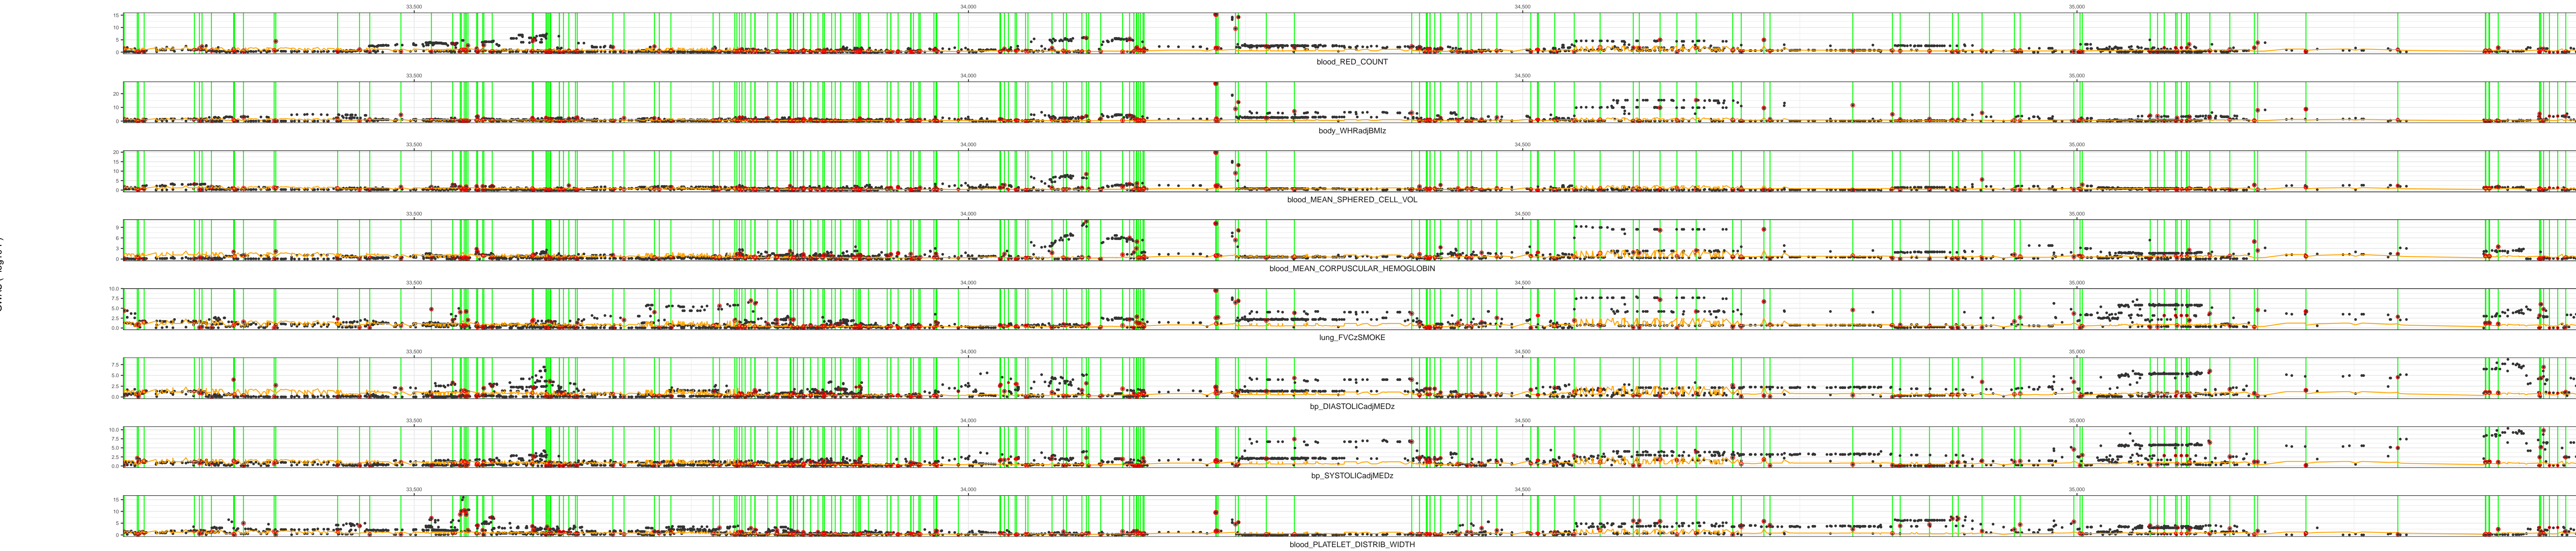 33,500 34,000 34,500 35,000
15
10
5
0
blood_RED_COUNT
33,500 34,000 34,500 35,000
20
10
0
body_WHRadjBMIz
33,500 34,000 34,500 35,000
20
15
10
5
0
blood_MEAN_SPHERED_CELL_VOL
33,500 34,000 34,500 35,000
9
6
3
0
blood_MEAN_CORPUSCULAR_HEMOGLOBIN
33,500 34,000 34,500 35,000
10.0
7.5
5.0
2.5
0.0
lung_FVCzSMOKE
33,500 34,000 34,500 35,000
7.5
5.0
2.5
0.0
bp_DIASTOLICadjMEDz
33,500 34,000 34,500 35,000
10.0
7.5
5.0
2.5
0.0
bp_SYSTOLICadjMEDz
33,500 34,000 34,500 35,000
15
10
5
0
blood_PLATELET_DISTRIB_WIDTH